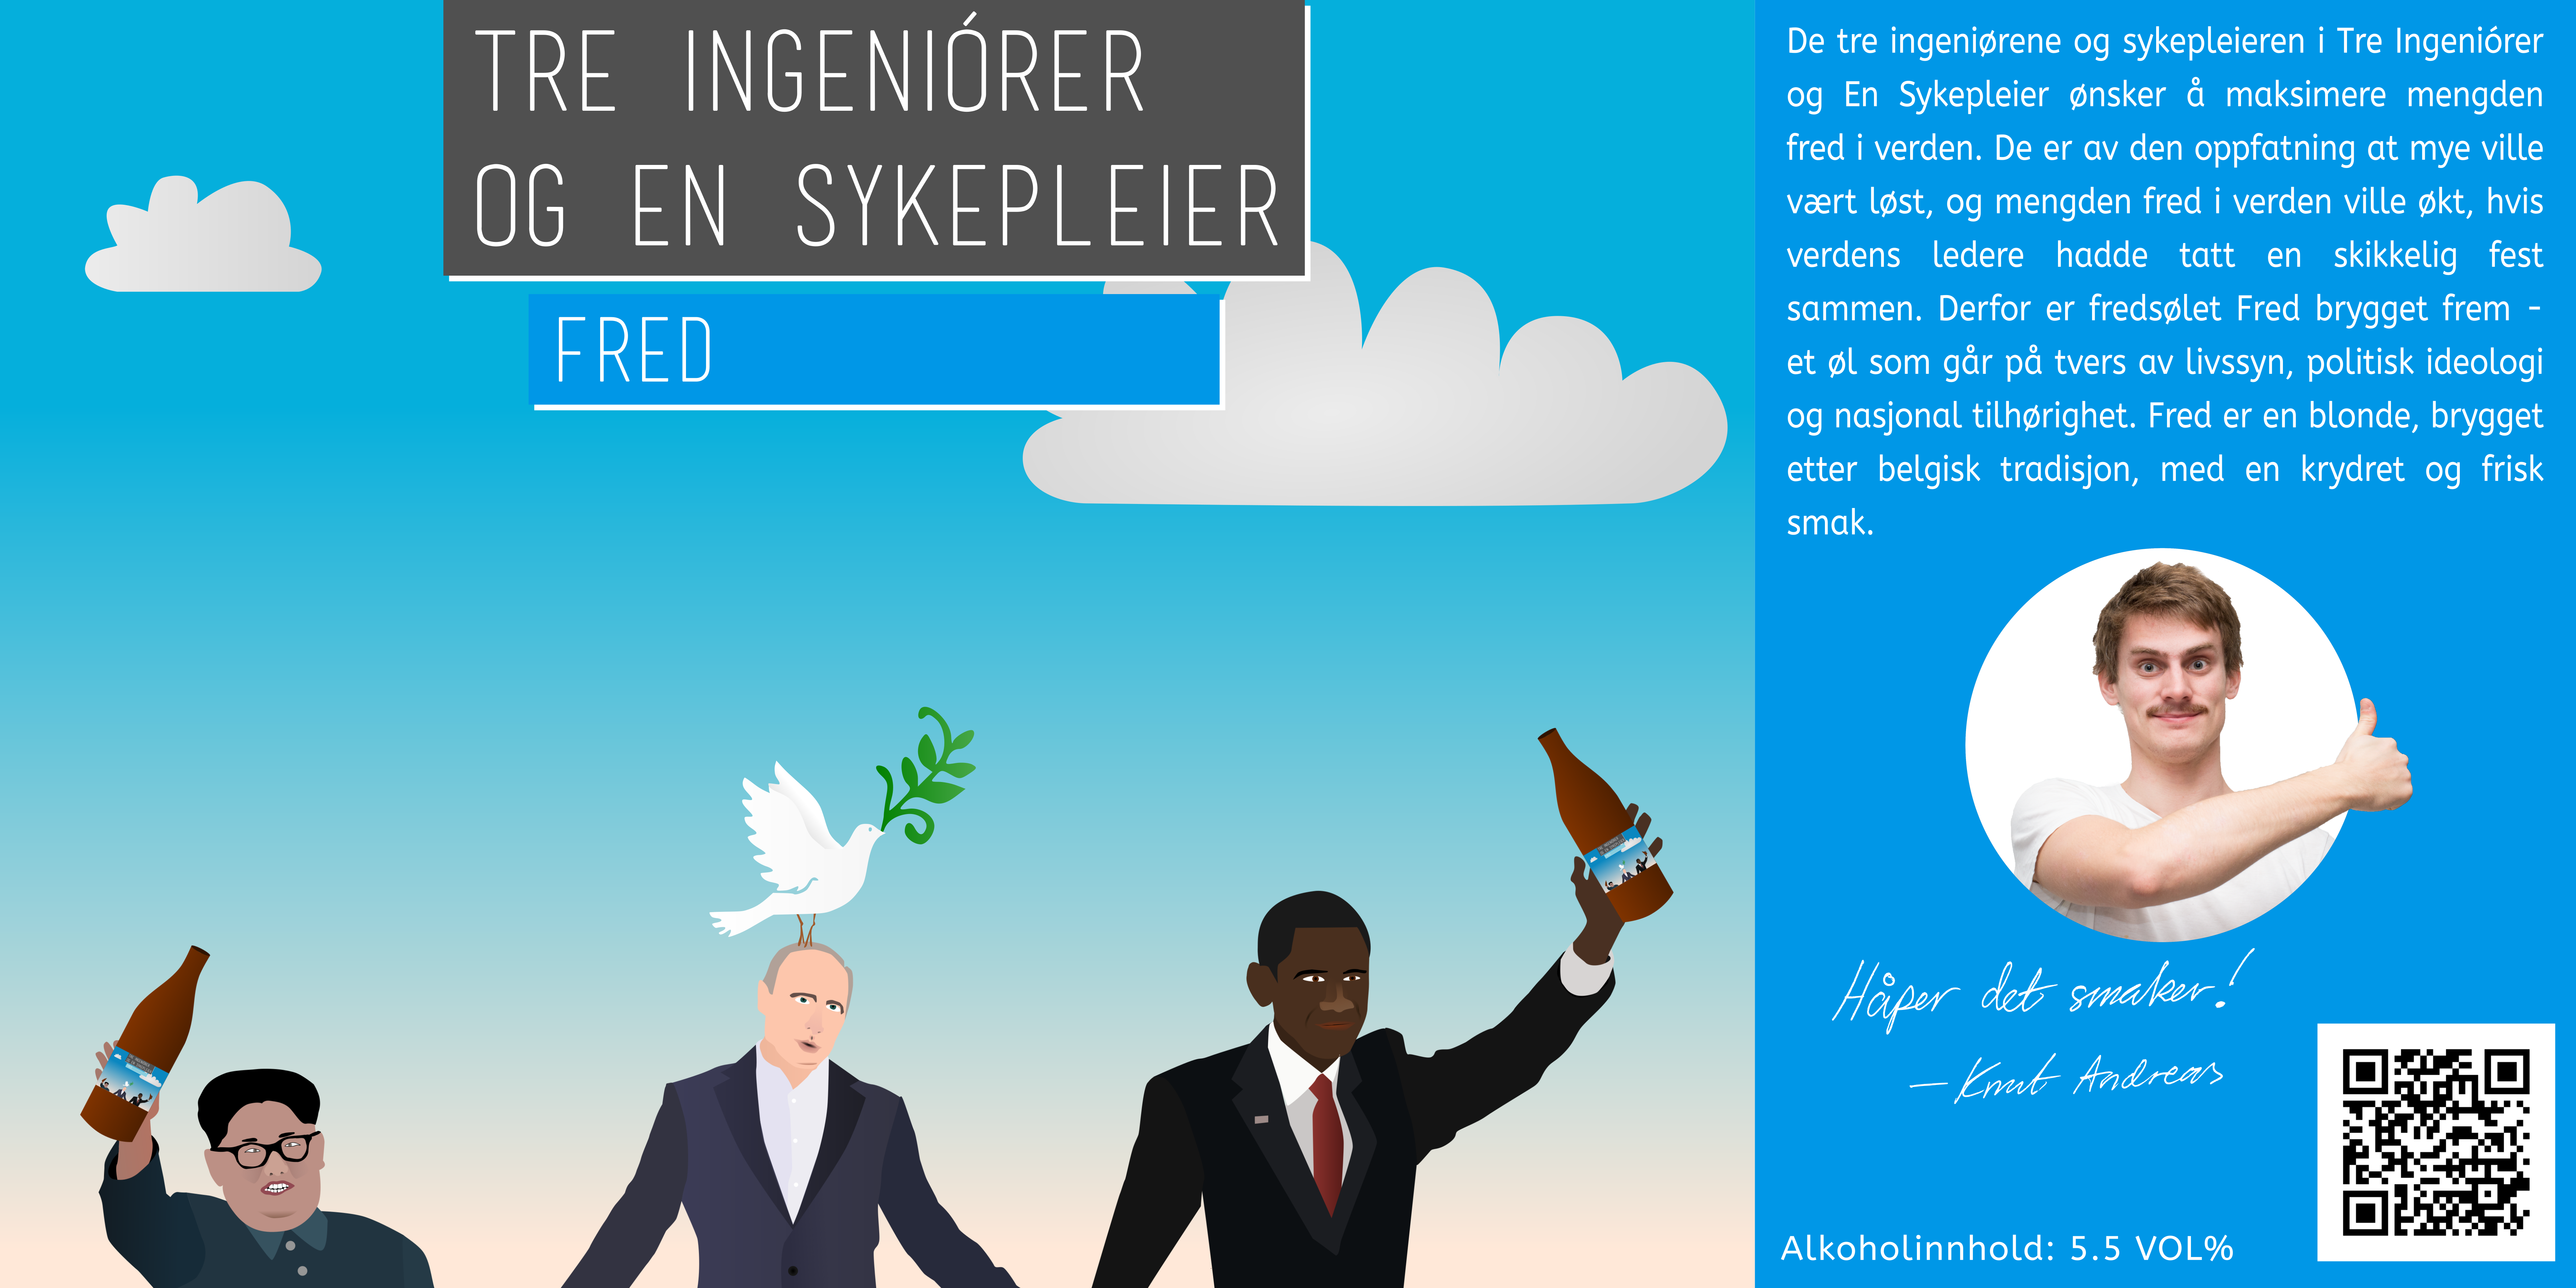 TRE INGENIÓRER
OG EN SYKEPLEIER
FRED
De tre ingeniørene og sykepleieren i Tre Ingeniórer
og En Sykepleier ønsker å maksimere mengden
fred i verden. De er av den oppfatning at mye ville
vært løst, og mengden fred i verden ville økt, hvis
verdens ledere hadde tatt en skikkelig fest
sammen. Derfor er fredsølet Fred brygget frem -
et øl som går på tvers av livssyn, politisk ideologi
og nasjonal tilhørighet. Fred er en blonde, brygget
etter belgisk tradisjon, med en krydret og frisk
smak.
Håper det smaker!
— Knut Andreas
Alkoholinnhold: 5.5 VOL%